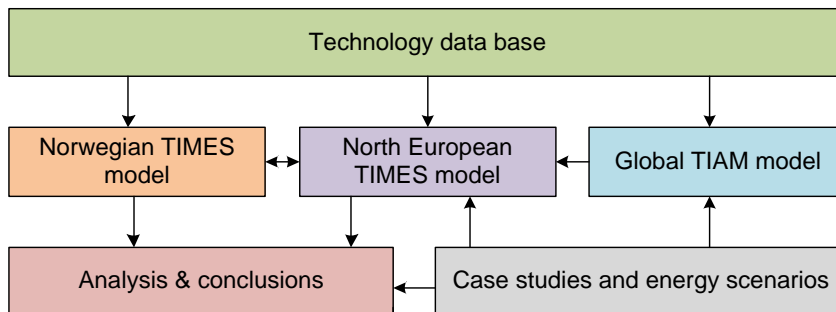 Technology data base
Norwegian TIMES
model
North European
TIMES model
Global TIAM model
Analysis & conclusions
Case studies and energy scenarios